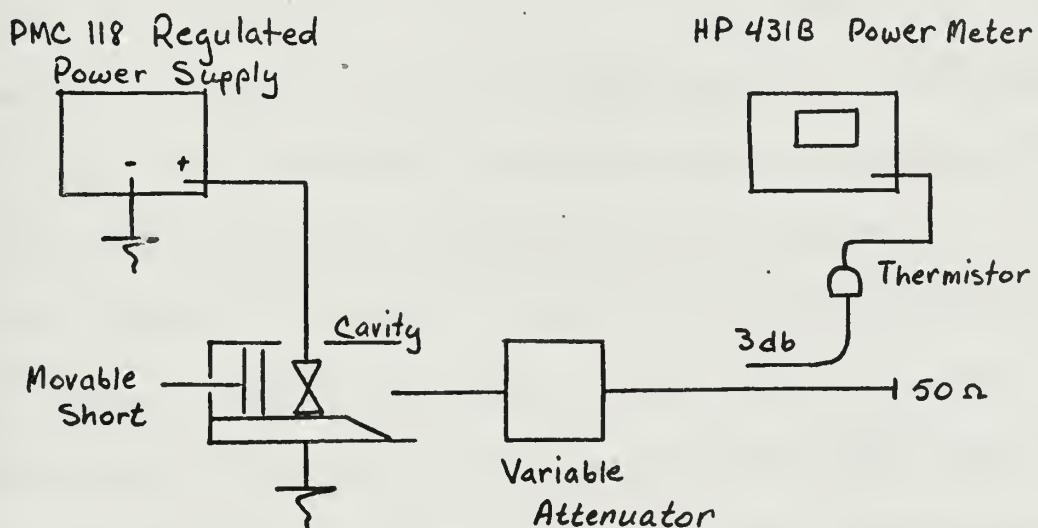 PMC 118 Regulated
Power Supply
HP 431B Power Meter
- +
Thermistor
Cavity
3db
Movable
Short
50 Ω
Variable
Attenuator